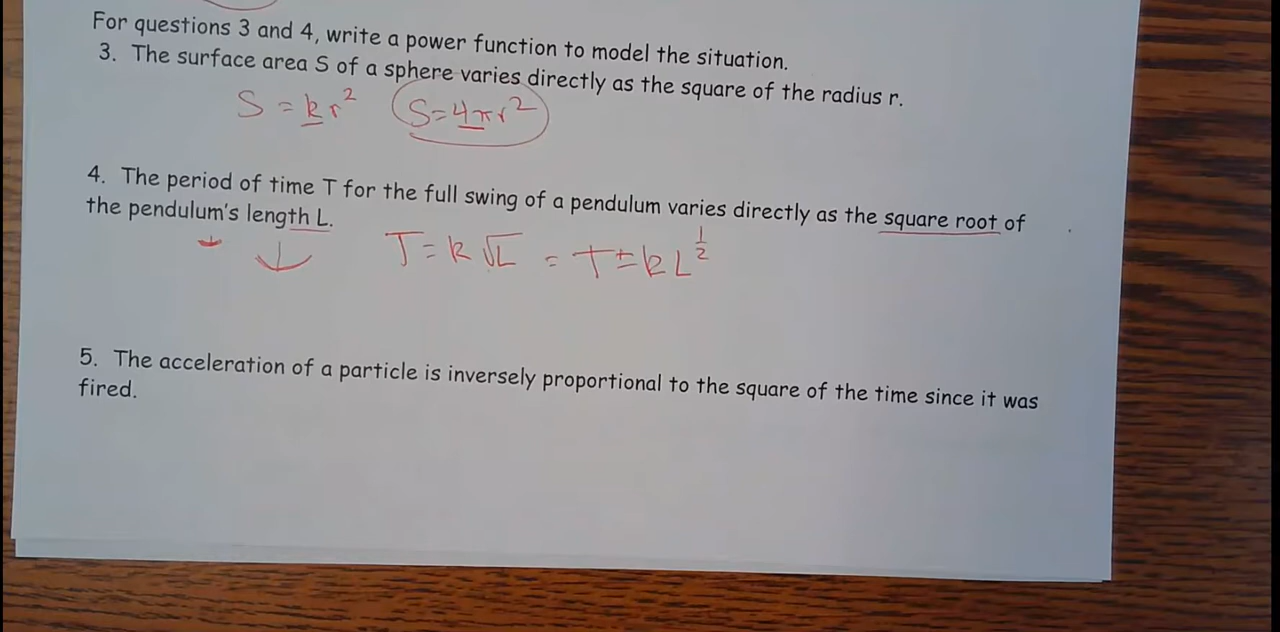 For questions 3 and 4, write a power function to model the situation.
3. The surface area S of a sphere varies directly as the square of the radius r.
S = kr² S=4πr²
4. The period of time T for the full swing of a pendulum varies directly as the square root of
the pendulum's length L.
T = k√L = T = kL^½
5. The acceleration of a particle is inversely proportional to the square of the time since it was
fired.